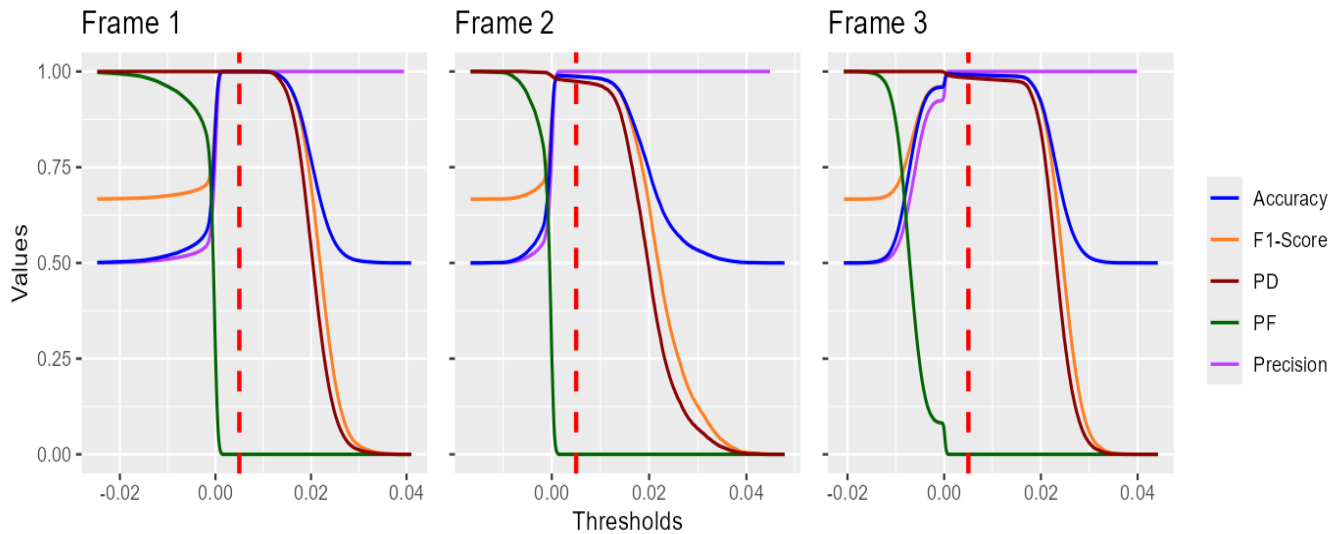 Frame 1
Frame 2
Frame 3
1.00
0.75
0.50
0.25
0.00
Values
-0.02
0.00
0.02
0.04
0.00
0.02
0.04
-0.02
0.00
0.02
0.04
Thresholds
Accuracy
F1-Score
PD
PF
Precision